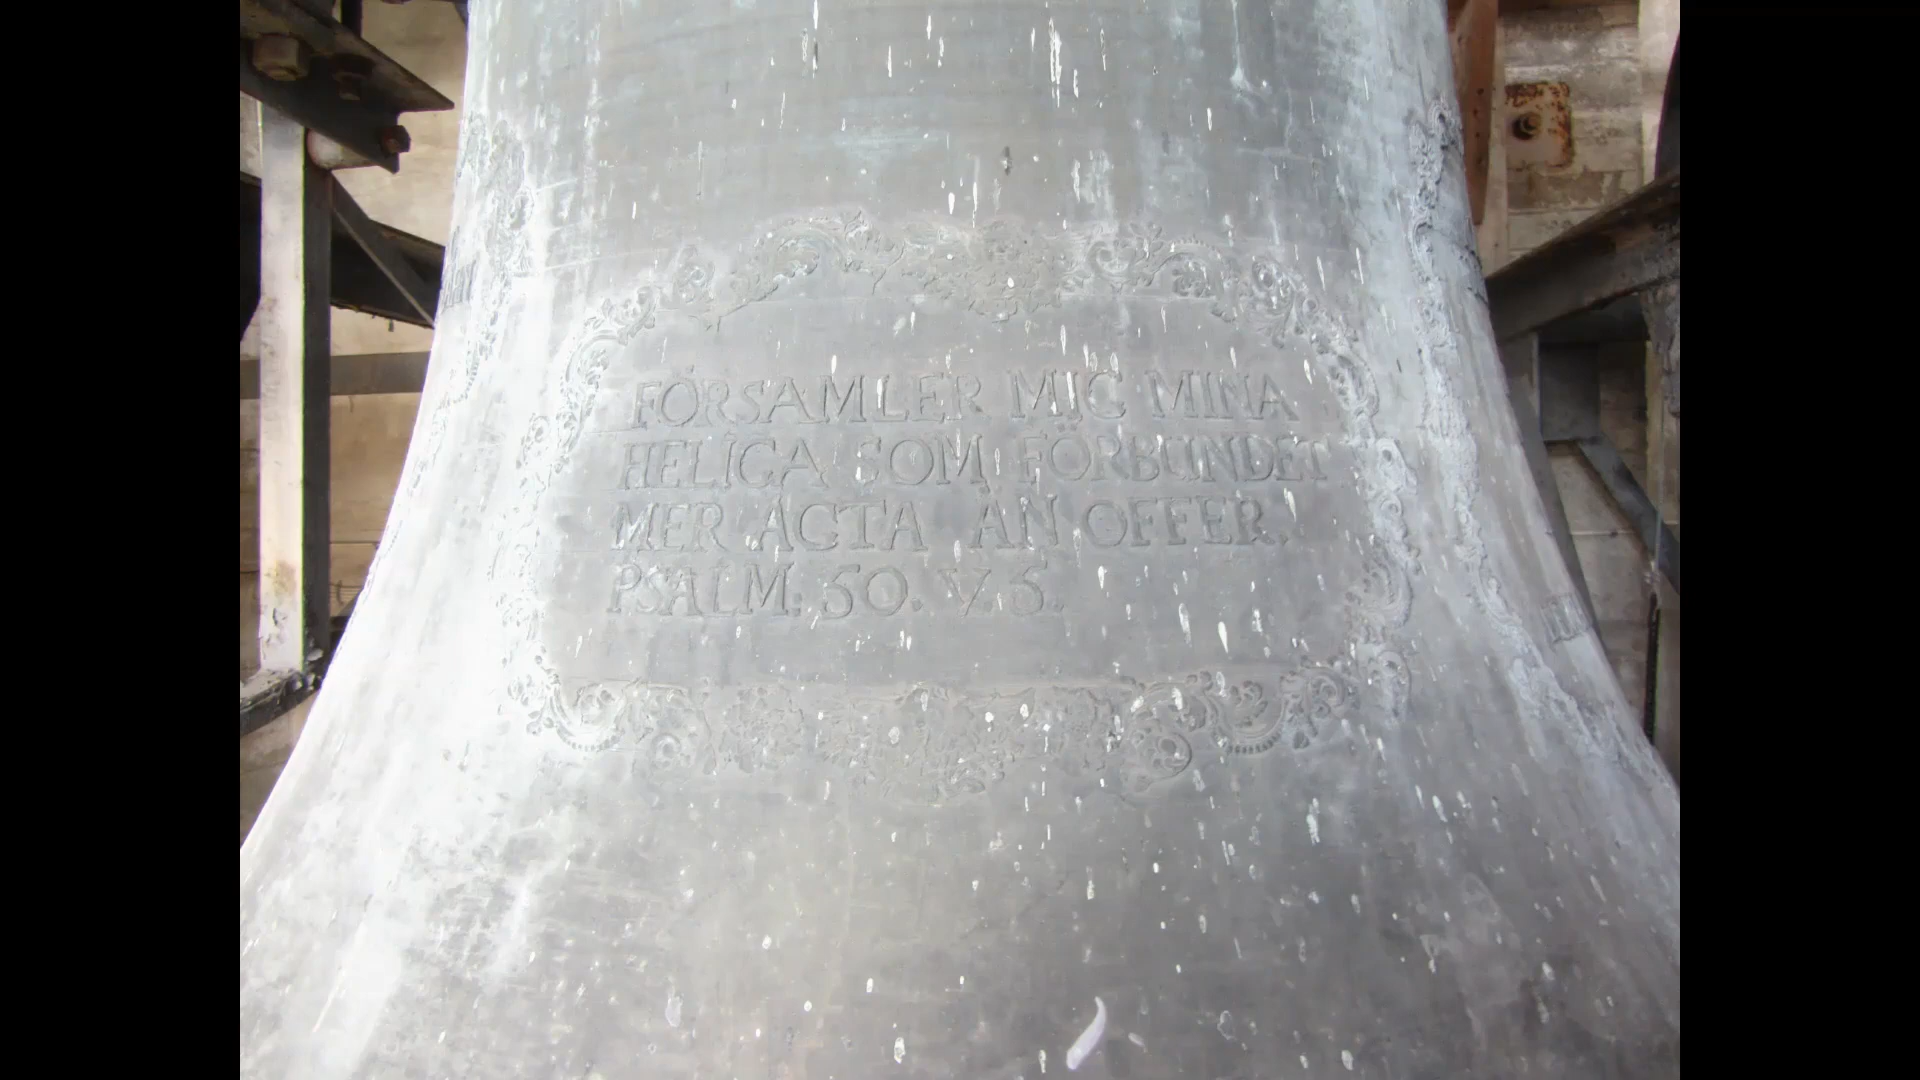 FÖRSAMLER MIG MINA
HELIGA SOM FÖRBUNDET
MER ACTA ÄN OFFER.
PSALM. 50. V. 5.